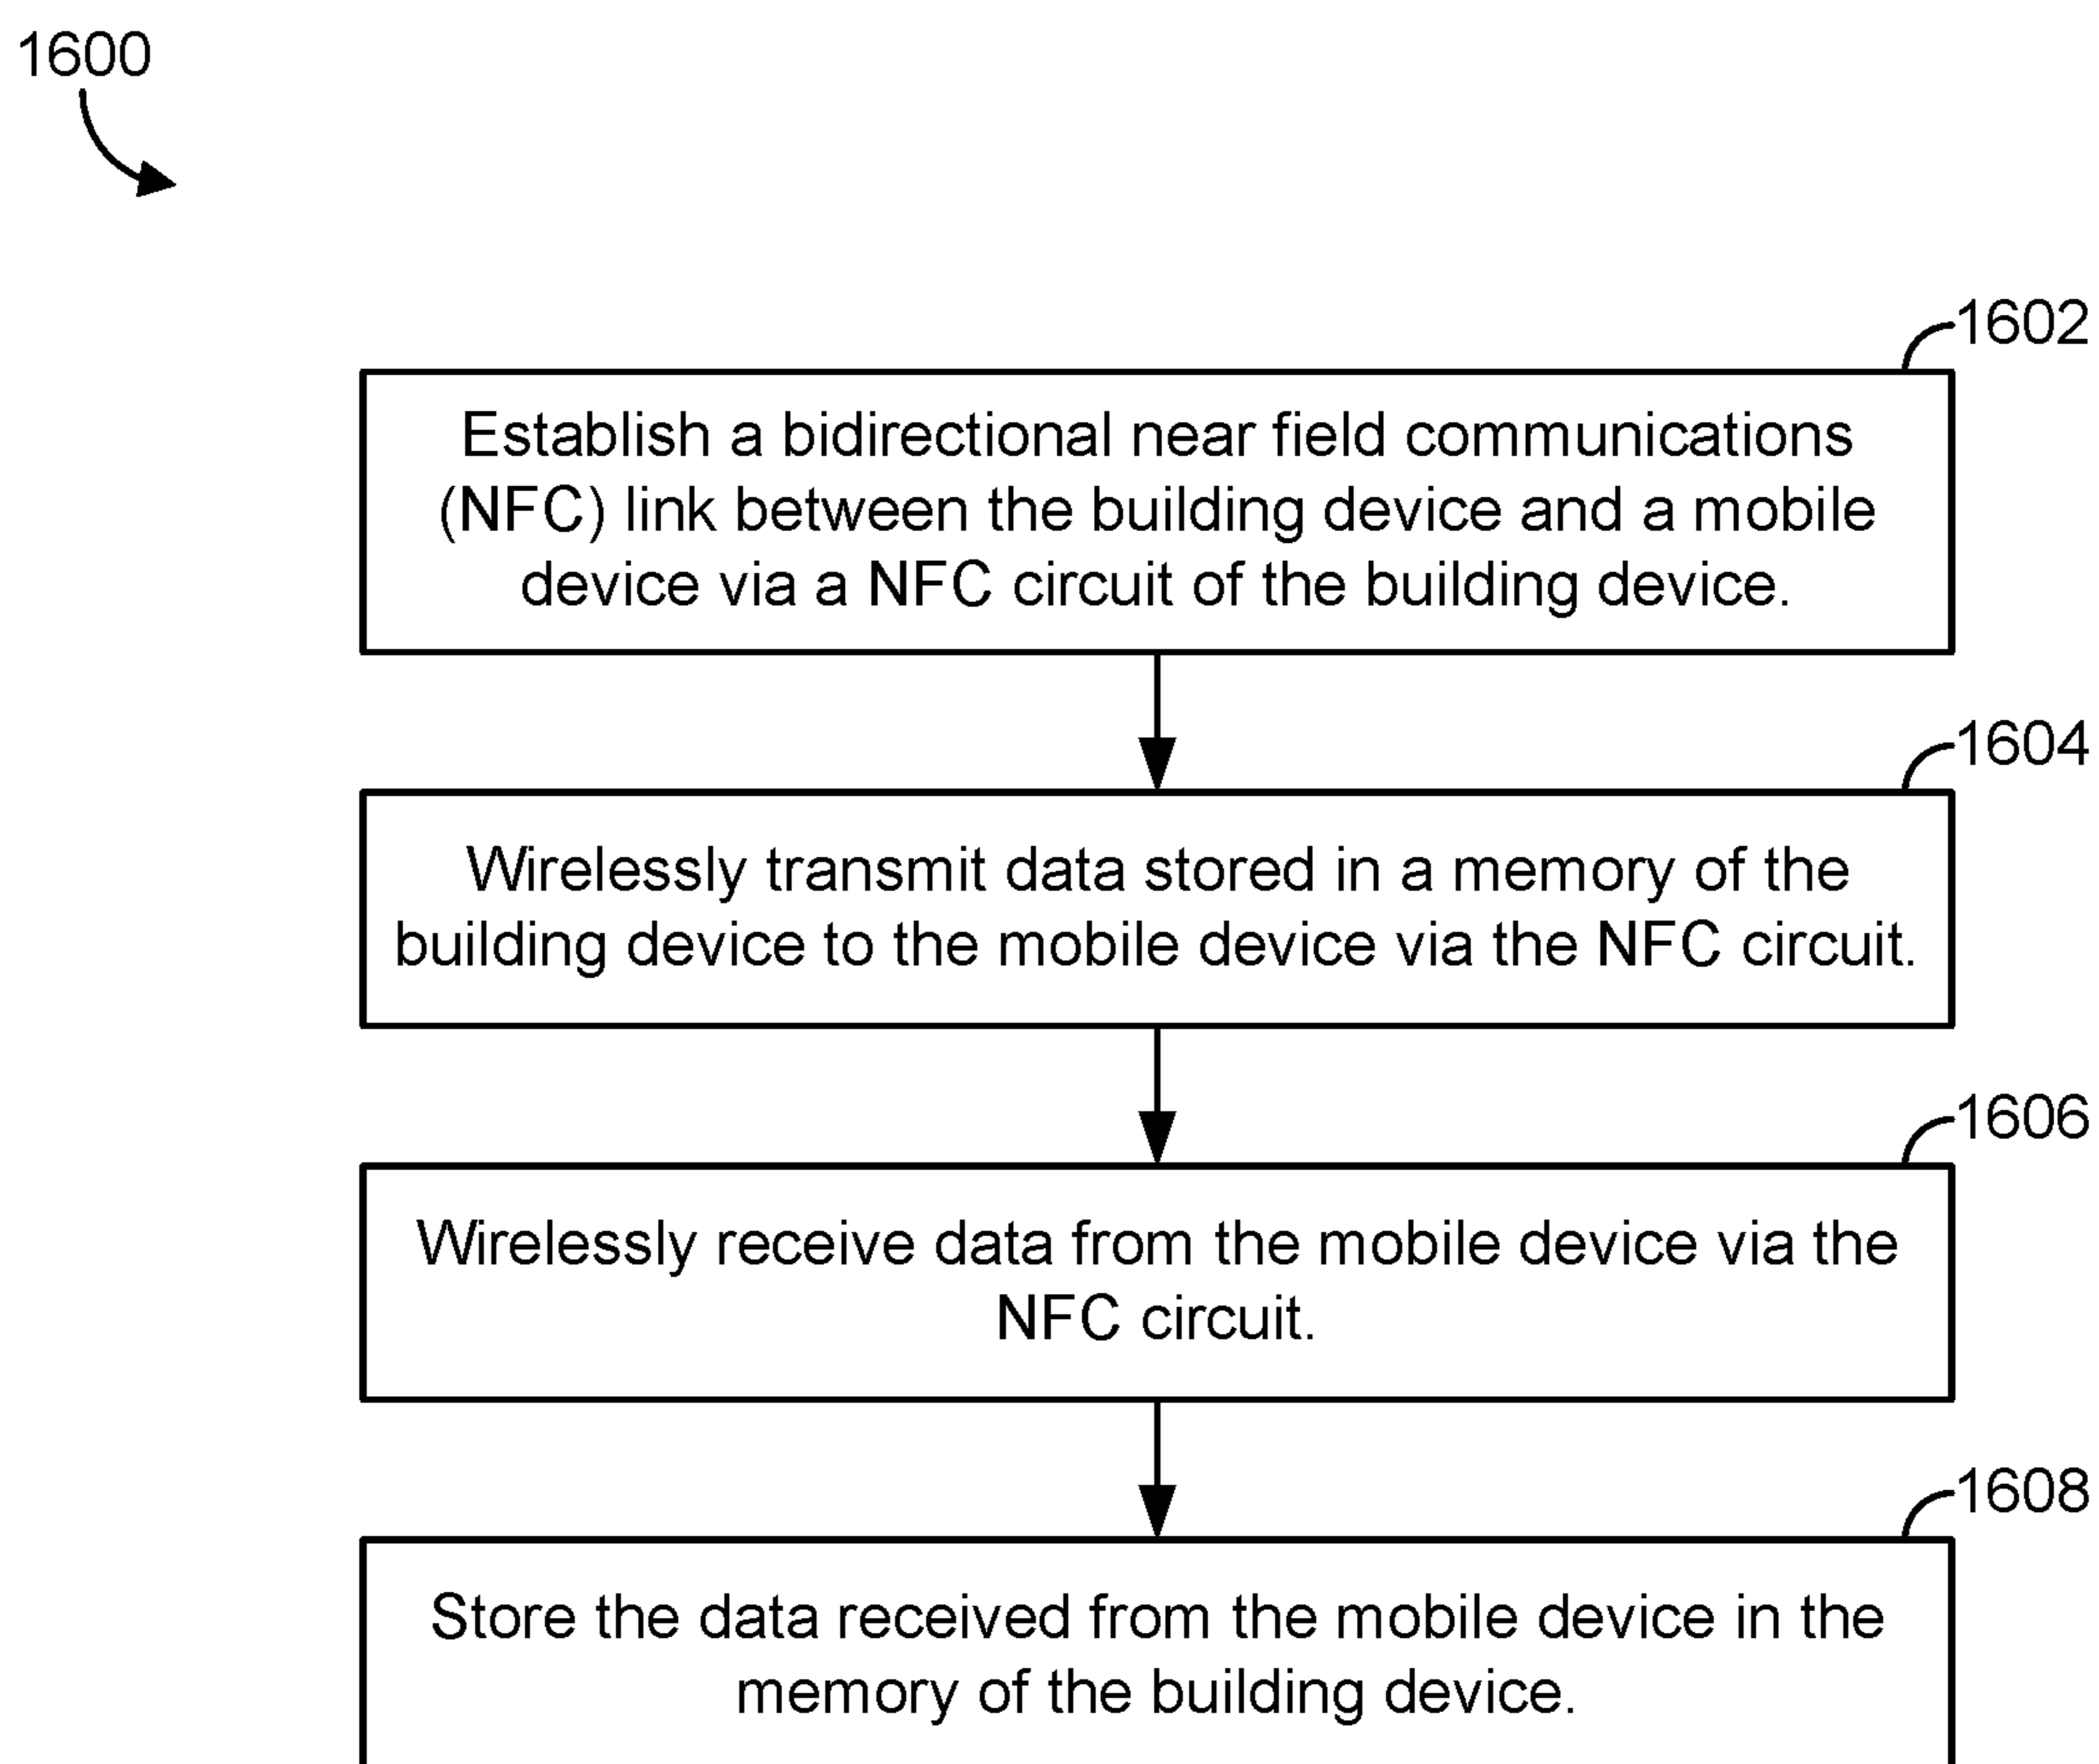 1600
1602
Establish a bidirectional near field communications
(NFC) link between the building device and a mobile
device via a NFC circuit of the building device.
1604
Wirelessly transmit data stored in a memory of the
building device to the mobile device via the NFC circuit.
1606
Wirelessly receive data from the mobile device via the
NFC circuit.
1608
Store the data received from the mobile device in the
memory of the building device.